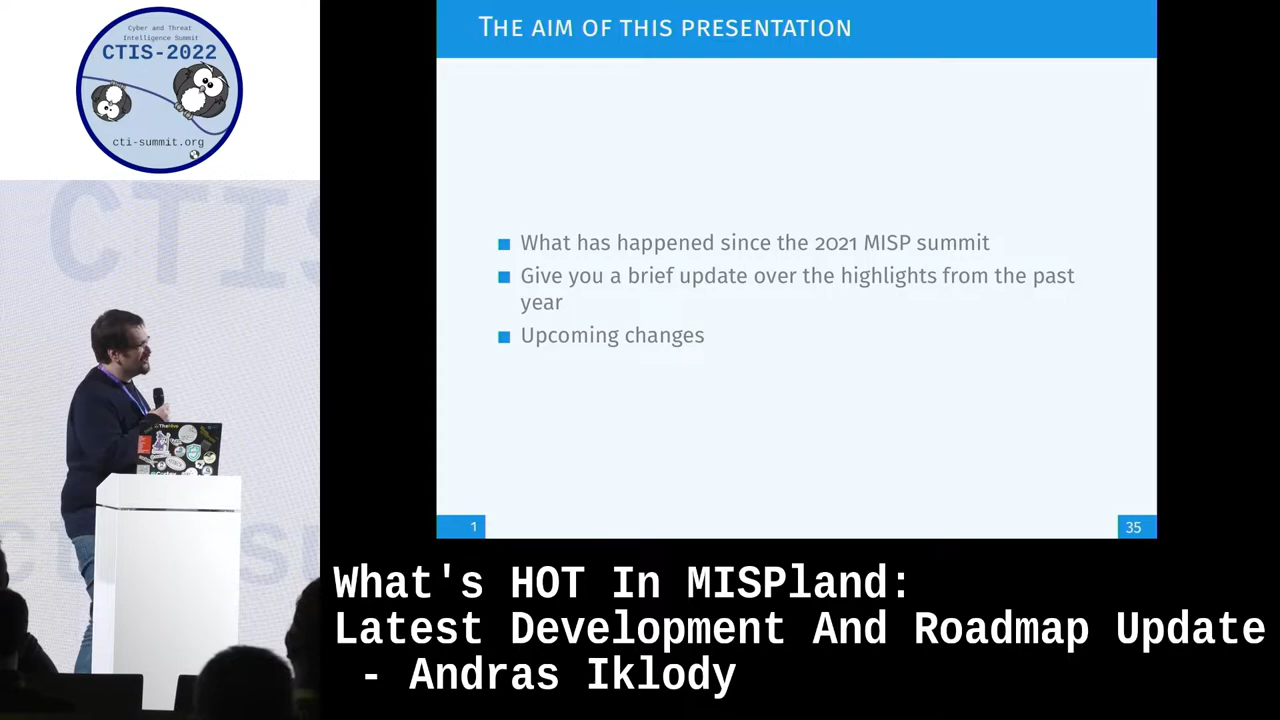 Cyber and Threat
Intelligence Summit
CTIS-2022
cti-summit.org
THE AIM OF THIS PRESENTATION
What has happened since the 2021 MISP summit
Give you a brief update over the highlights from the past
year
Upcoming changes
1
35
CTIS
TheHive
What's HOT In MISPland:
Latest Development And Roadmap Update
- Andras Iklody